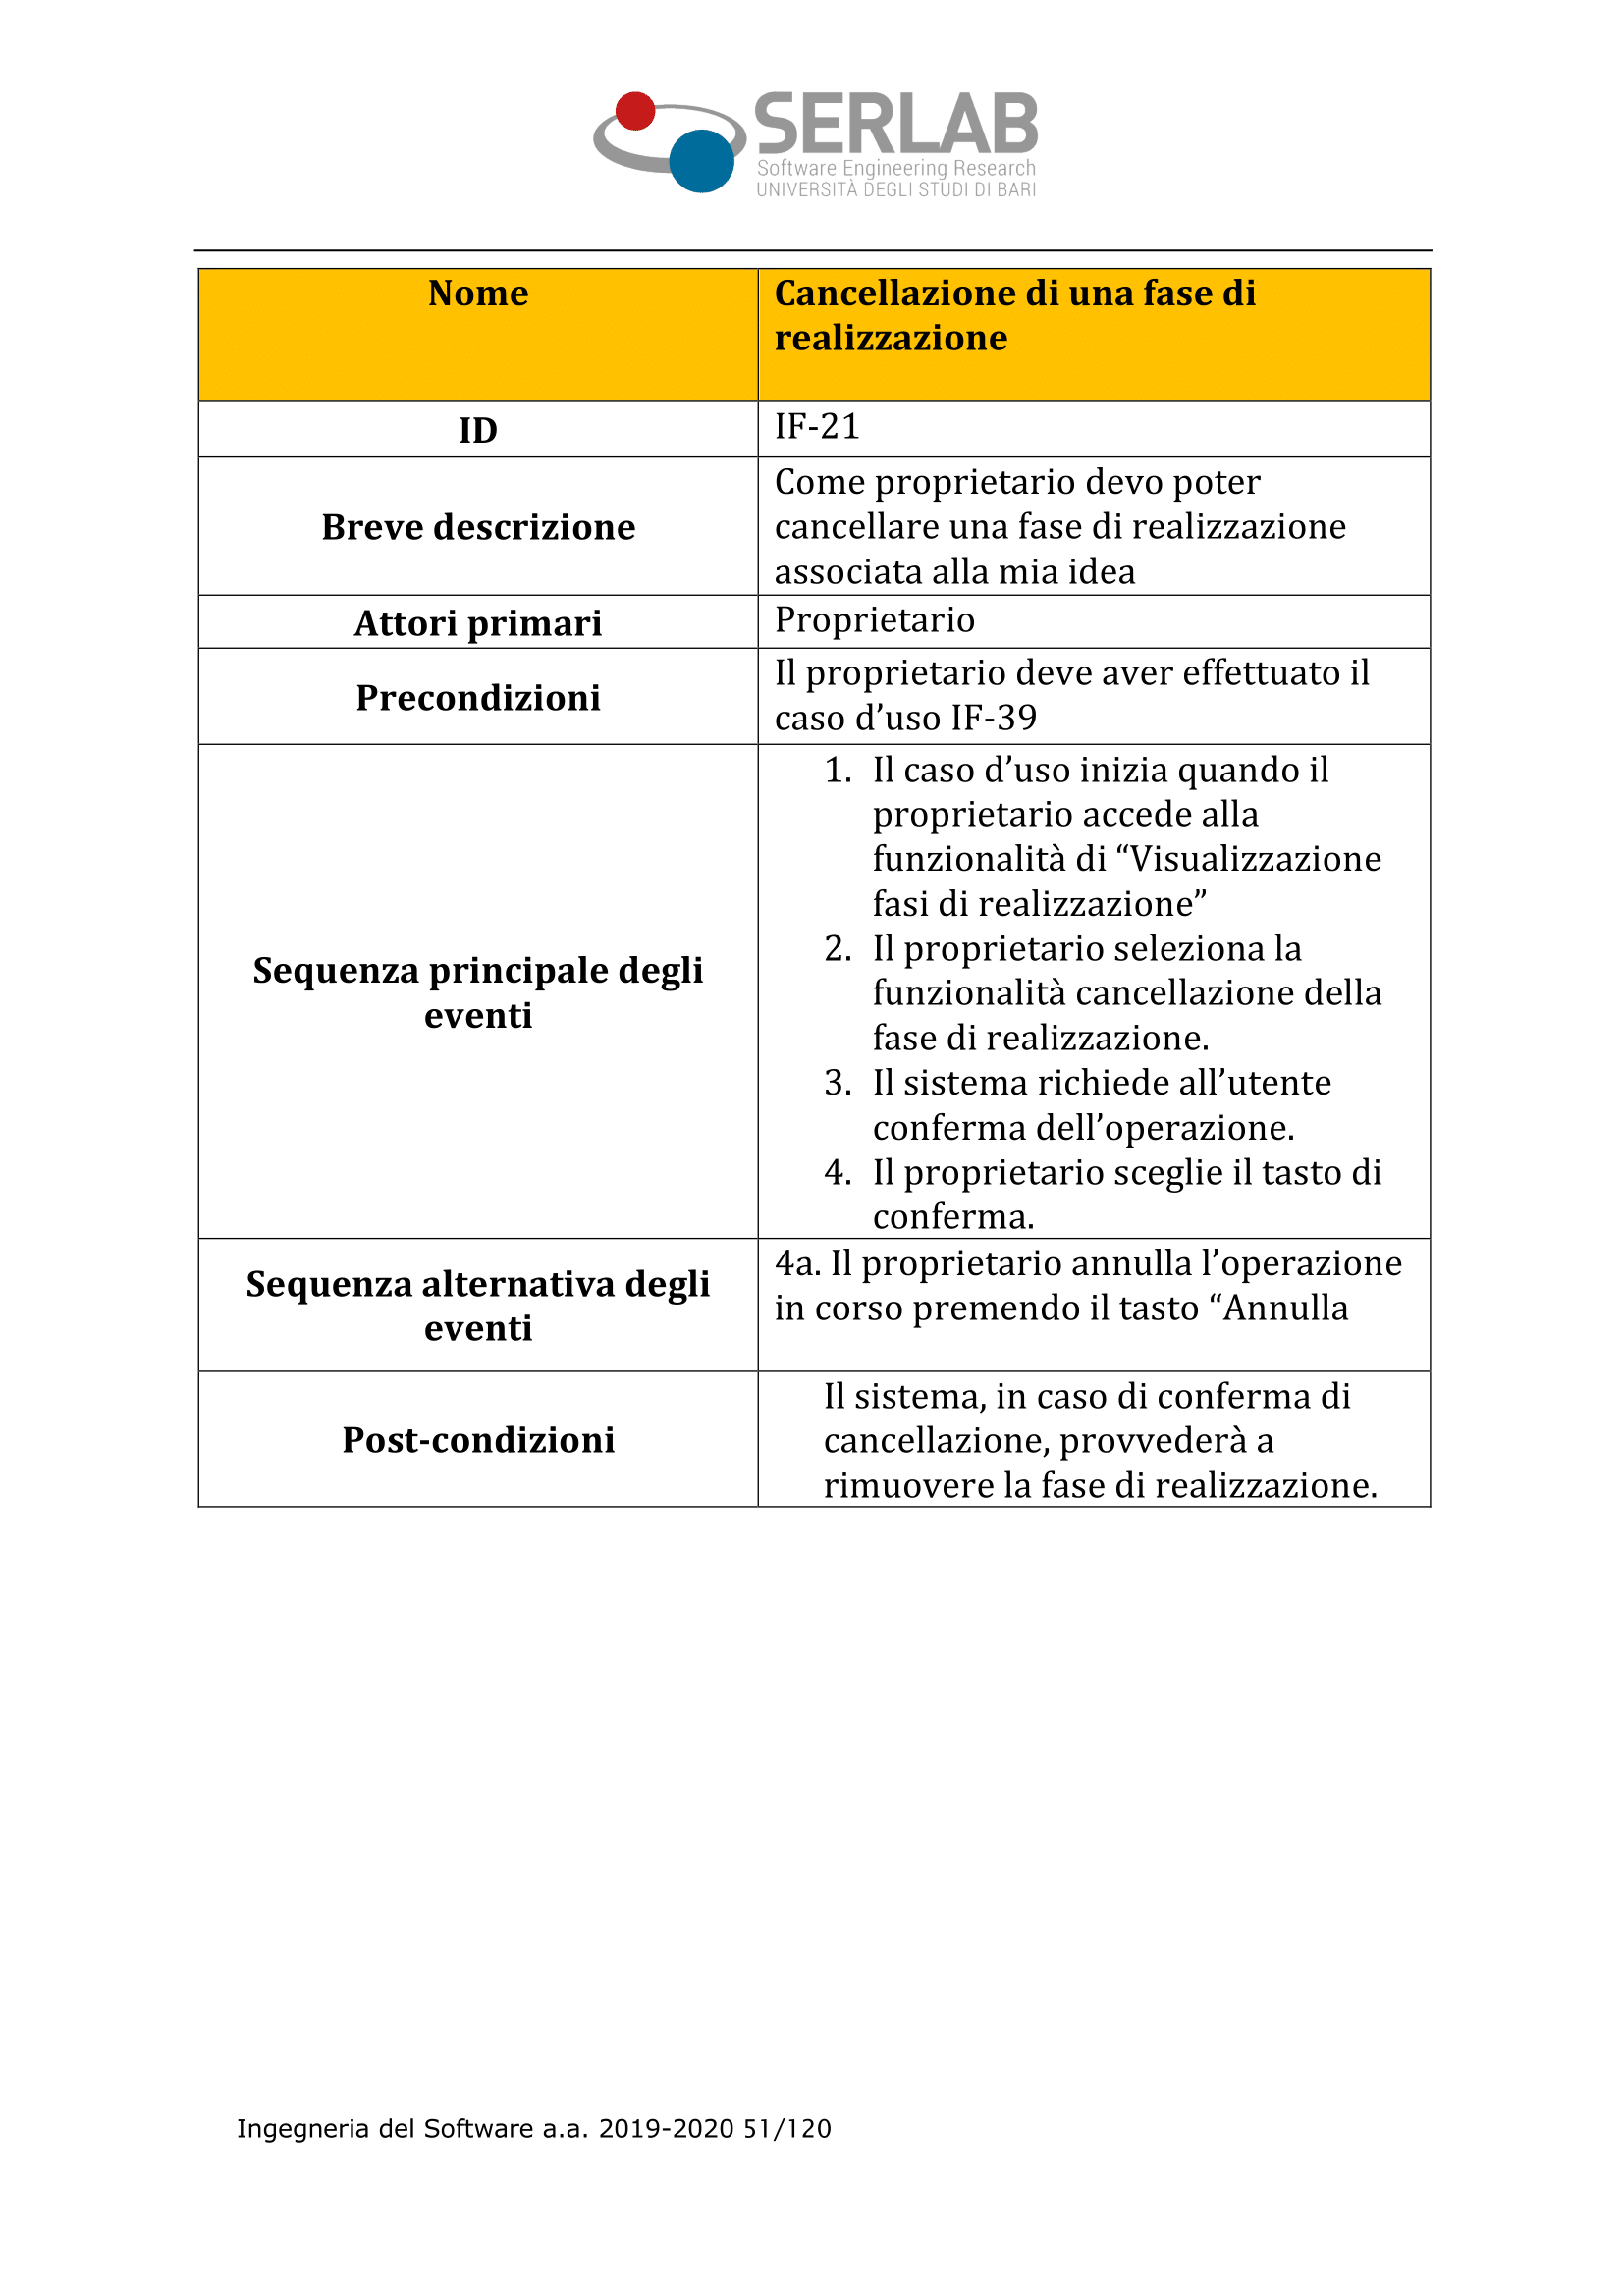 SERLAB
Software Engineering Research
UNIVERSITÀ DEGLI STUDI DI BARI
Nome
Cancellazione di una fase di
realizzazione
ID
IF-21
Breve descrizione
Come proprietario devo poter
cancellare una fase di realizzazione
associata alla mia idea
Attori primari
Proprietario
Precondizioni
Il proprietario deve aver effettuato il
caso d’uso IF-39
Sequenza principale degli
eventi
1. Il caso d’uso inizia quando il
proprietario accede alla
funzionalità di “Visualizzazione
fasi di realizzazione”
2. Il proprietario seleziona la
funzionalità cancellazione della
fase di realizzazione.
3. Il sistema richiede all’utente
conferma dell’operazione.
4. Il proprietario sceglie il tasto di
conferma.
Sequenza alternativa degli
eventi
4a. Il proprietario annulla l’operazione
in corso premendo il tasto “Annulla
Post-condizioni
Il sistema, in caso di conferma di
cancellazione, provvederà a
rimuovere la fase di realizzazione.
Ingegneria del Software a.a. 2019-2020 51/120